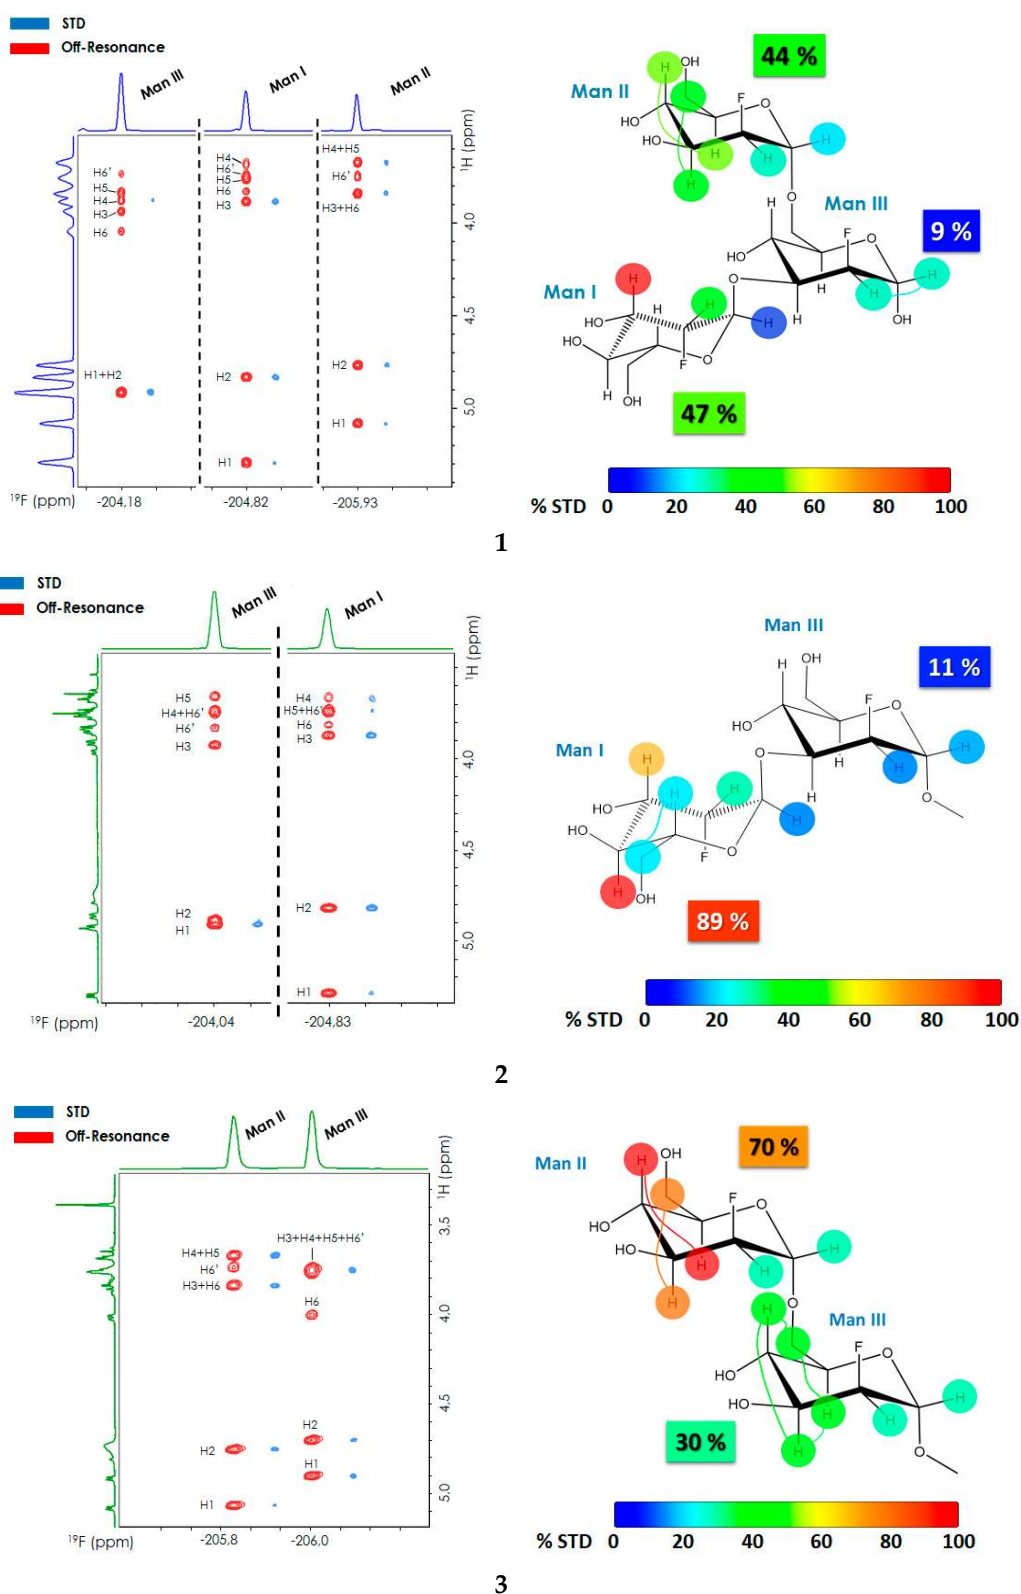 STD
Off-Resonance
Man III
Man I
Man II
¹H (ppm)
H6'
H5
H4
H3
H6
H1+H2
H4
H6'
H5
H6
H3
H2
H1
H4+H5
H6'
H3+H6
H2
H1
4.0
4.5
5.0
¹⁹F (ppm)
-204,18
-204,82
-205,93
44 %
Man II
H OH
F
O
HO
HO
H
H
H
H
O
Man III
9 %
H
F
O
HO
H
H
H
H
OH
O
Man I
H
H
H
H
HO
HO
F
O
H
OH
47 %
% STD 0 20 40 60 80 100
1
STD
Off-Resonance
Man III
Man I
¹H (ppm)
H5
H4+H6'
H6'
H3
H2
H1
H4
H5+H6'
H6
H3
H2
H1
4.0
4.5
5.0
¹⁹F (ppm)
-204.04
-204.83
Man III
11 %
H
OH
F
O
HO
H
H
H
H
O
O
Man I
H
H
H
H
HO
HO
F
O
H
OH
89 %
% STD 0 20 40 60 80 100
2
STD
Off-Resonance
Man II
Man III
¹H (ppm)
H4+H5
H6'
H3+H6
H2
H1
H3+H4+H5+H6'
H6
H2
H1
3.5
4.0
4.5
5.0
¹⁹F (ppm)
-205.8
-206.0
70 %
Man II
H
OH
F
O
HO
HO
H
H
H
H
O
Man III
H
F
O
HO
HO
H
H
H
H
O
30 %
% STD 0 20 40 60 80 100
3